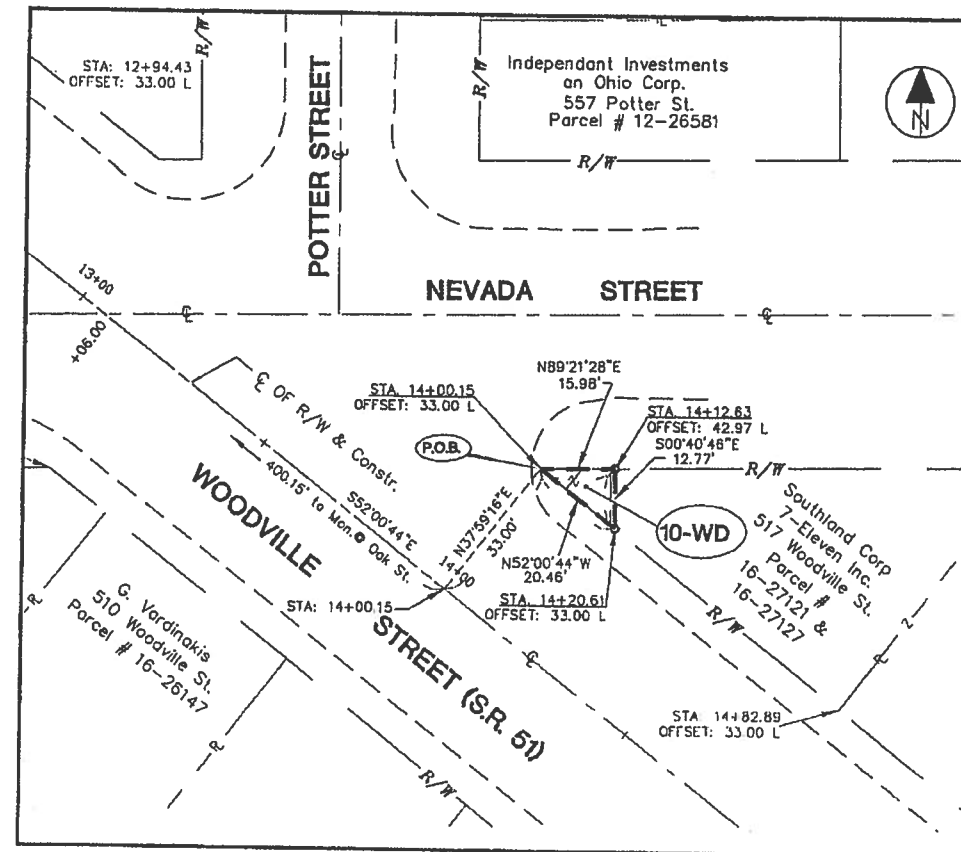 STA: 12+94.43
OFFSET: 33.00 L
R/W
POTTER STREET
℄
R/W
℄
Independant Investments
an Ohio Corp.
557 Potter St.
Parcel # 12-26581
R/W
N
13+00
+06.00
℄
NEVADA STREET
℄
℄ OF R/W & Constr.
400.15' to Mon. @ Oak St.
S52°00'44"E
STA. 14+00.15
OFFSET: 33.00 L
P.O.B.
N89°21'28"E
15.98'
STA. 14+12.63
OFFSET: 42.97 L
S00°40'46"E
12.77'
R/W
10-WD
N37°59'16"E
33.00'
14+00
N52°00'44"W
20.46'
STA. 14+20.61
OFFSET: 33.00 L
STA: 14+00.15
WOODVILLE
STREET (S.R. 51)
℄
Southland Corp
7-Eleven Inc.
517 Woodville St.
Parcel #
16-27121 &
16-27127
R/W
G. Vardinakis
510 Woodville St.
Parcel # 16-26147
STA: 14+82.89
OFFSET: 33.00 L
R/W